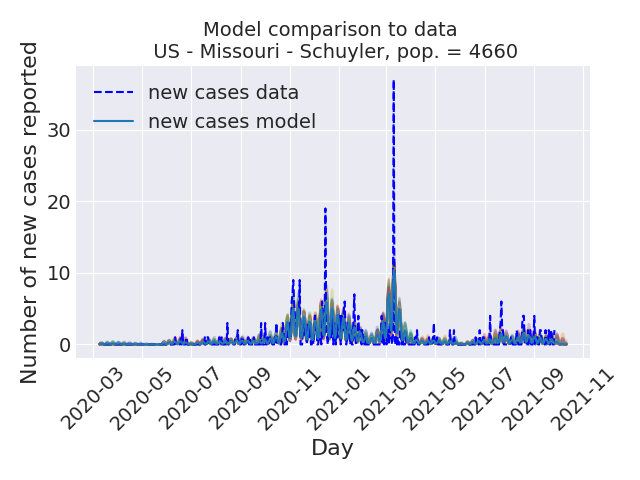 Model comparison to data
US - Missouri - Schuyler, pop. = 4660
new cases data
new cases model
Number of new cases reported
30
20
10
0
2020-03
2020-05
2020-07
2020-09
2020-11
2021-01
2021-03
2021-05
2021-07
2021-09
2021-11
Day